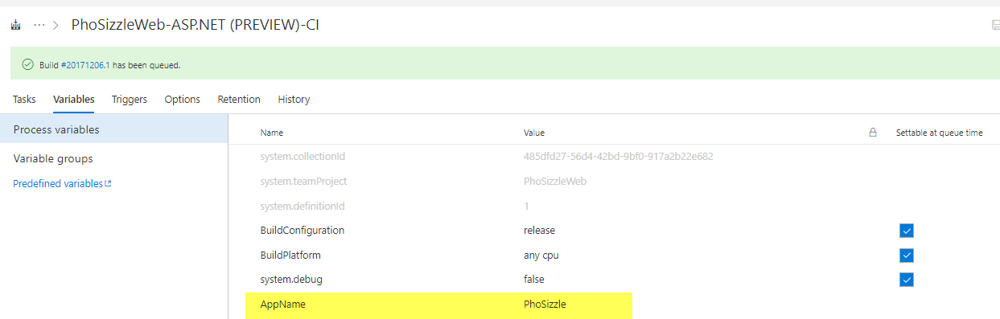 ··· > PhoSizzleWeb-ASP.NET (PREVIEW)-CI
Build #20171206.1 has been queued.
Tasks Variables Triggers Options Retention History
Process variables
Variable groups
Predefined variables
Name Value Settable at queue time
system.collectionId 485dfd27-56d4-42bd-9bf0-917a2b22e682
system.teamProject PhoSizzleWeb
system.definitionId 1
BuildConfiguration release
BuildPlatform any cpu
system.debug false
AppName PhoSizzle